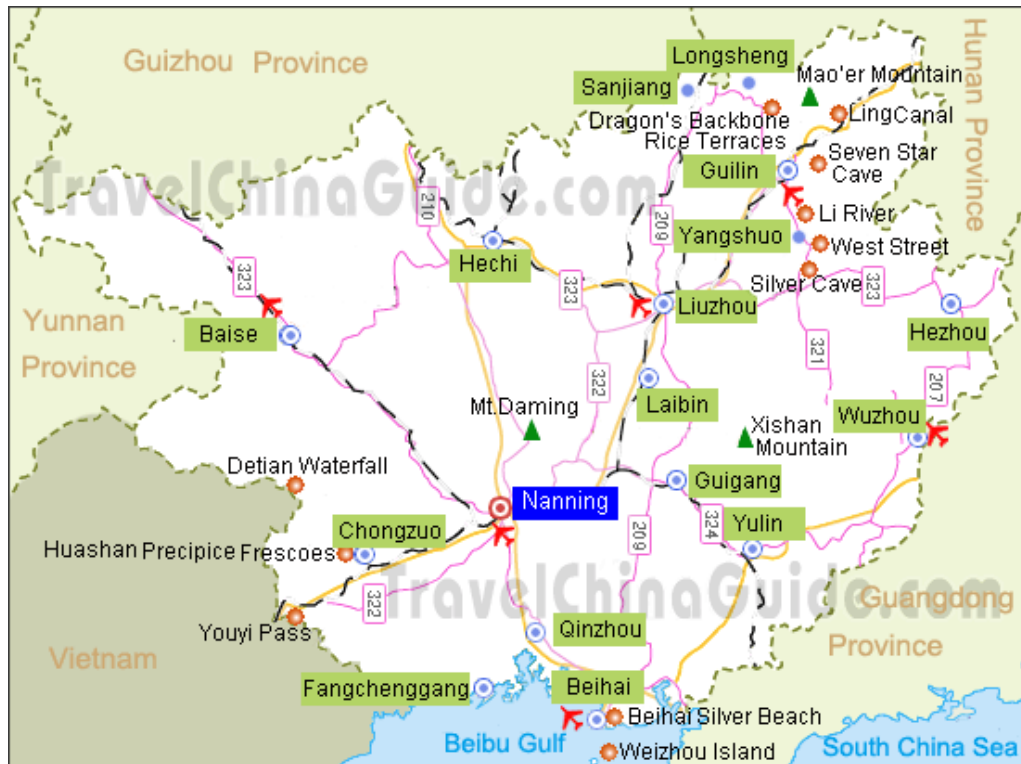 Guizhou Province
Hunan Province
Longsheng
Sanjiang
Mao'er Mountain
Dragon's Backbone
Rice Terraces
LingCanal
Seven Star
Cave
Guilin
TravelChinaGuide.com
210
209
Li River
Yangshuo
West Street
Hechi
Silver Cave
323
323
323
Liuzhou
Hezhou
Yunnan
Province
Baise
321
322
207
Mt.Daming
Laibin
Wuzhou
Xishan
Mountain
Detian Waterfall
Guigang
Nanning
Chongzuo
324
Yulin
209
Huashan Precipice Frescoes
TravelChinaGuide.com
322
Guangdong
Province
Youyi Pass
Qinzhou
Vietnam
Fangchenggang
Beihai
Beihai Silver Beach
Beibu Gulf
Weizhou Island
South China Sea